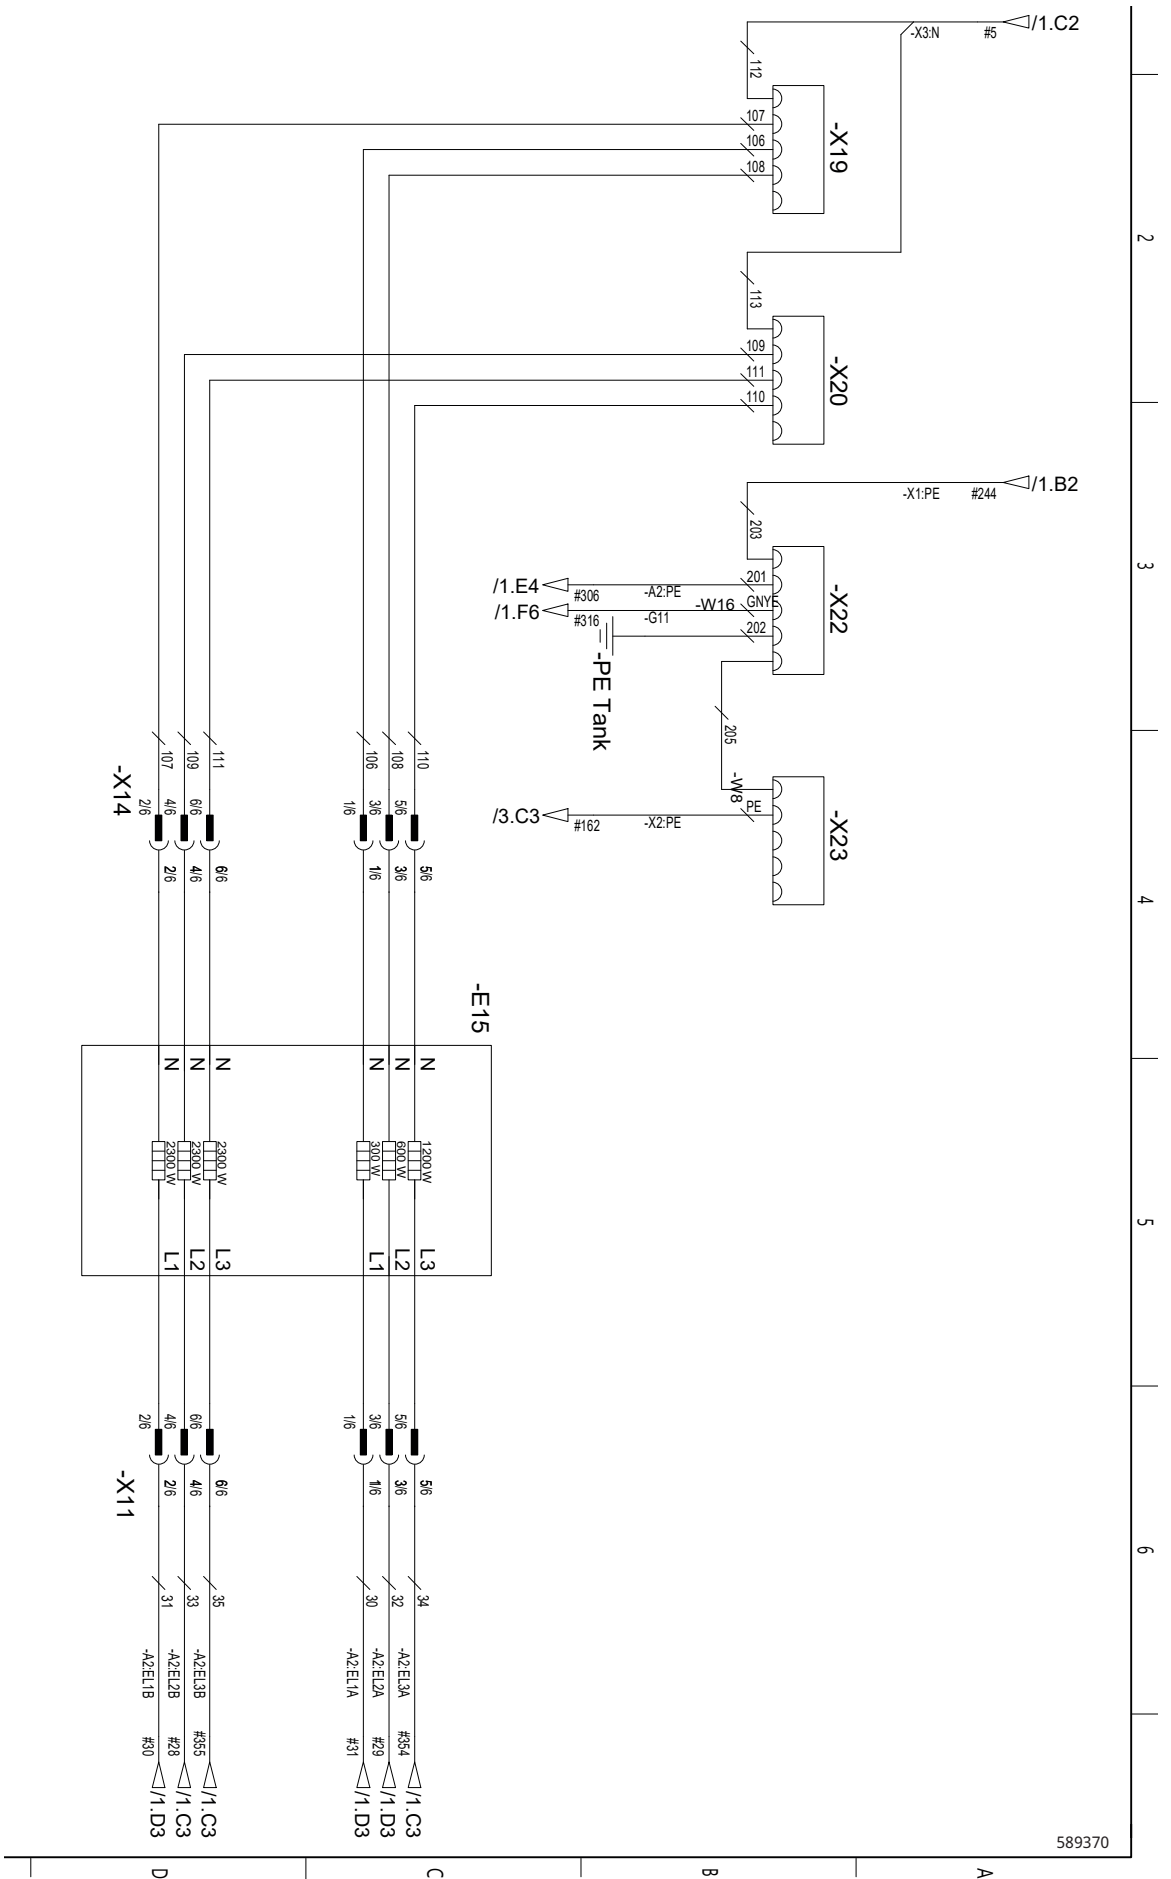 -X3:N
#5
/1.C2
112
107
106
108
-X19
2
113
109
111
110
-X20
-X1:PE
#244
/1.B2
203
3
/1.E4
#306
-A2:PE
201
/1.F6
#316
-G11
-W16
GNYE
202
-X22
-PE Tank
205
-W8
/3.C3
#162
-X2:PE
PE
-X23
107
109
111
106
108
110
-X14
2/6
4/6
6/6
1/6
3/6
5/6
2/6
4/6
6/6
1/6
3/6
5/6
4
-E15
N
N
N
N
N
N
2300 W
2300 W
2300 W
300 W
600 W
1200 W
5
L1
L2
L3
L1
L2
L3
2/6
4/6
6/6
1/6
3/6
5/6
-X11
2/6
4/6
6/6
1/6
3/6
5/6
6
31
33
35
30
32
34
-A2:EL1B
-A2:EL2B
-A2:EL3B
-A2:EL1A
-A2:EL2A
-A2:EL3A
#30
#28
#355
#31
#29
#354
/1.D3
/1.C3
/1.C3
/1.D3
/1.D3
/1.C3
589370
D
C
B
A